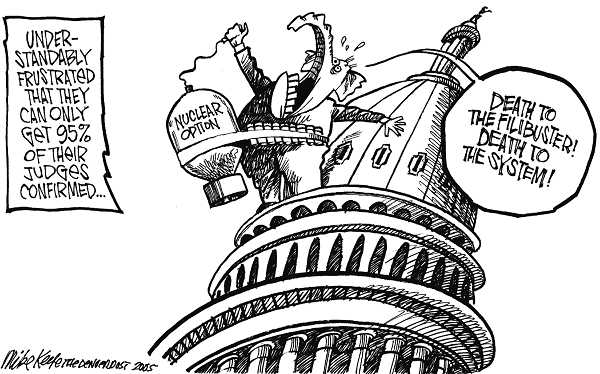 UNDER-
STANDABLY
FRUSTRATED
THAT THEY
CAN ONLY
GET 95%
OF THEIR
JUDGES
CONFIRMED...
NUCLEAR
OPTION
DEATH TO
THE FILIBUSTER!
DEATH TO
THE SYSTEM!
Mike Keefe THE DENVER POST 2005